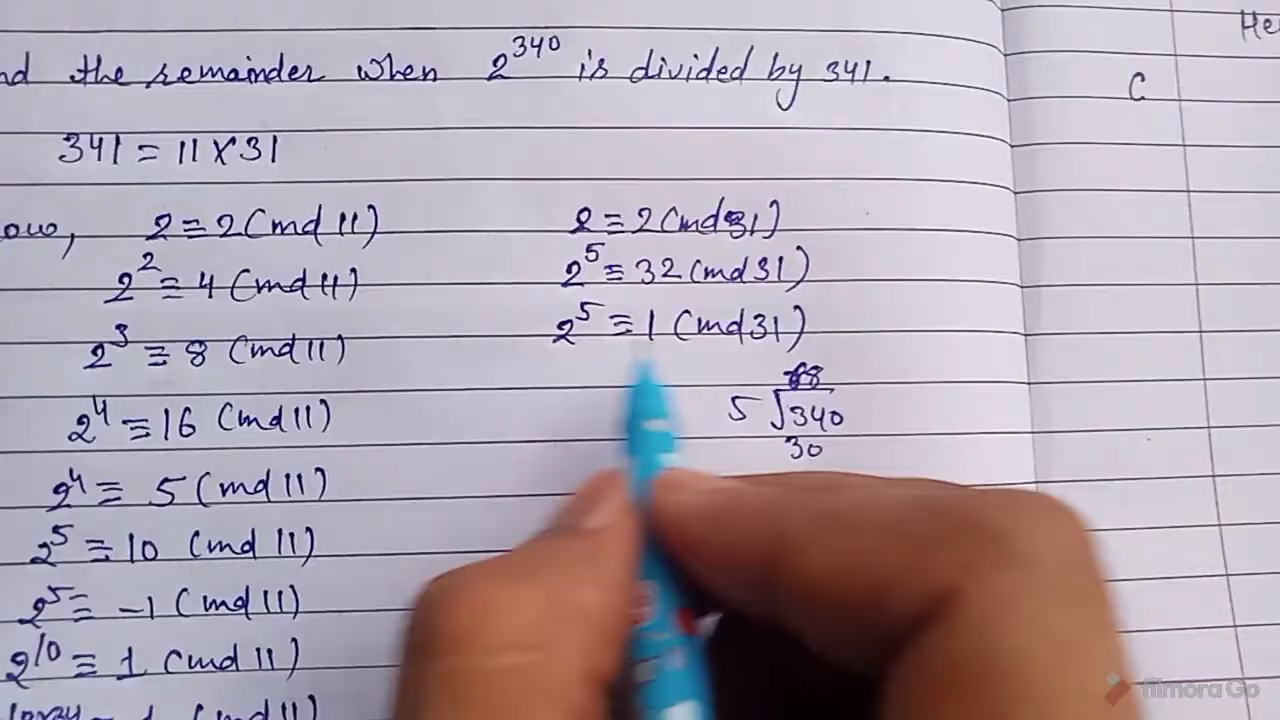 nd the remainder when 2^340 is divided by 341.
341 = 11 X 31
ow, 2 ≡ 2 (md 11)
2^2 ≡ 4 (md 11)
2^3 ≡ 8 (md 11)
2^4 ≡ 16 (md 11)
2^4 ≡ 5 (md 11)
2^5 ≡ 10 (md 11)
2^5 ≡ -1 (md 11)
2^10 ≡ 1 (md 11)
(md 11)
2 ≡ 2 (md 31)
2^5 ≡ 32 (md 31)
2^5 ≡ 1 (md 31)
68
5 √340
30
He
C
filmora Go